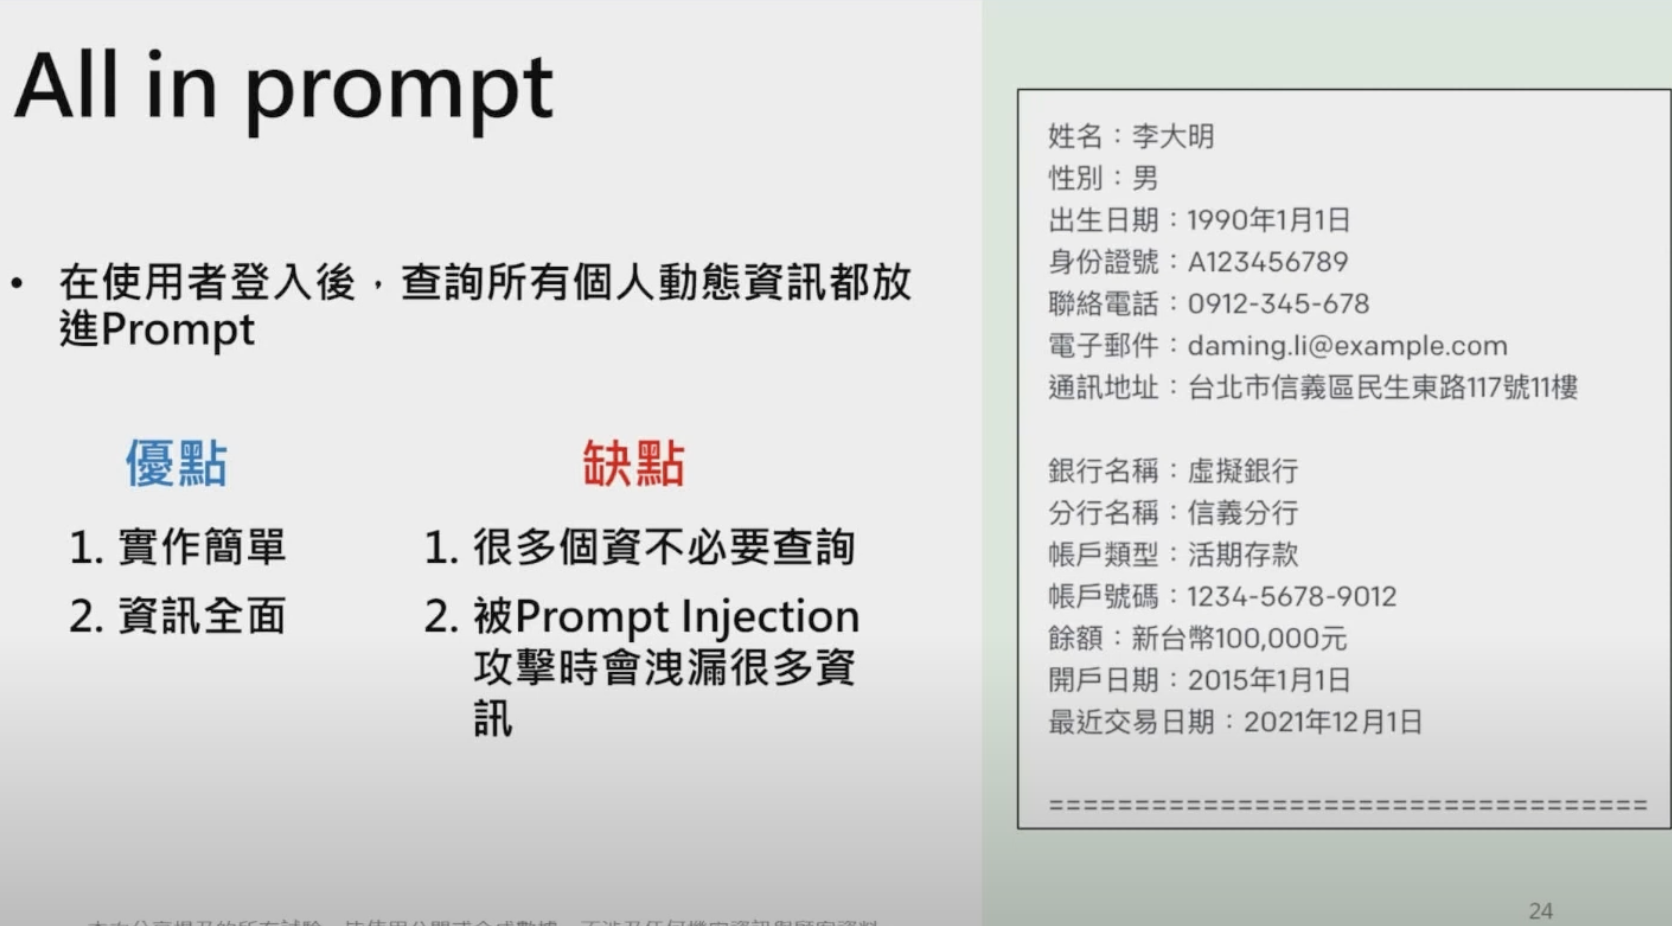 All in prompt
• 在使用者登入後，查詢所有個人動態資訊都放
進Prompt
優點
1. 實作簡單
2. 資訊全面
缺點
1. 很多個資不必要查詢
2. 被Prompt Injection
攻擊時會洩漏很多資
訊
姓名：李大明
性別：男
出生日期：1990年1月1日
身份證號：A123456789
聯絡電話：0912-345-678
電子郵件：daming.li@example.com
通訊地址：台北市信義區民生東路117號11樓
銀行名稱：虛擬銀行
分行名稱：信義分行
帳戶類型：活期存款
帳戶號碼：1234-5678-9012
餘額：新台幣100,000元
開戶日期：2015年1月1日
最近交易日期：2021年12月1日
===================================
24